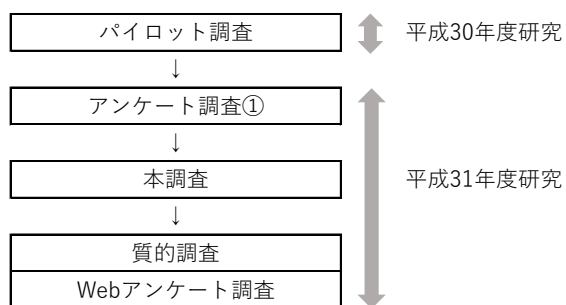 パイロット調査 平成30年度研究
↓
アンケート調査①
↓
本調査 平成31年度研究
↓
質的調査
Webアンケート調査